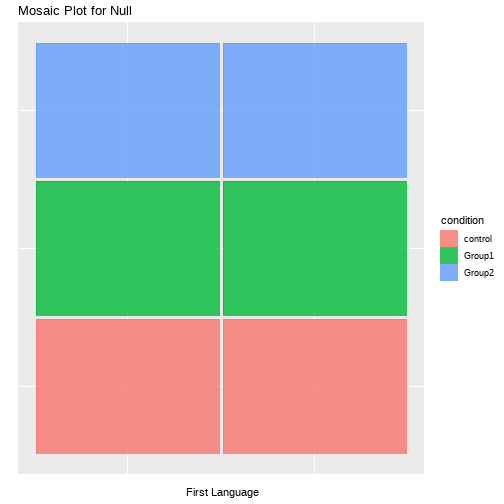 Mosaic Plot for Null
condition
control
Group1
Group2
First Language